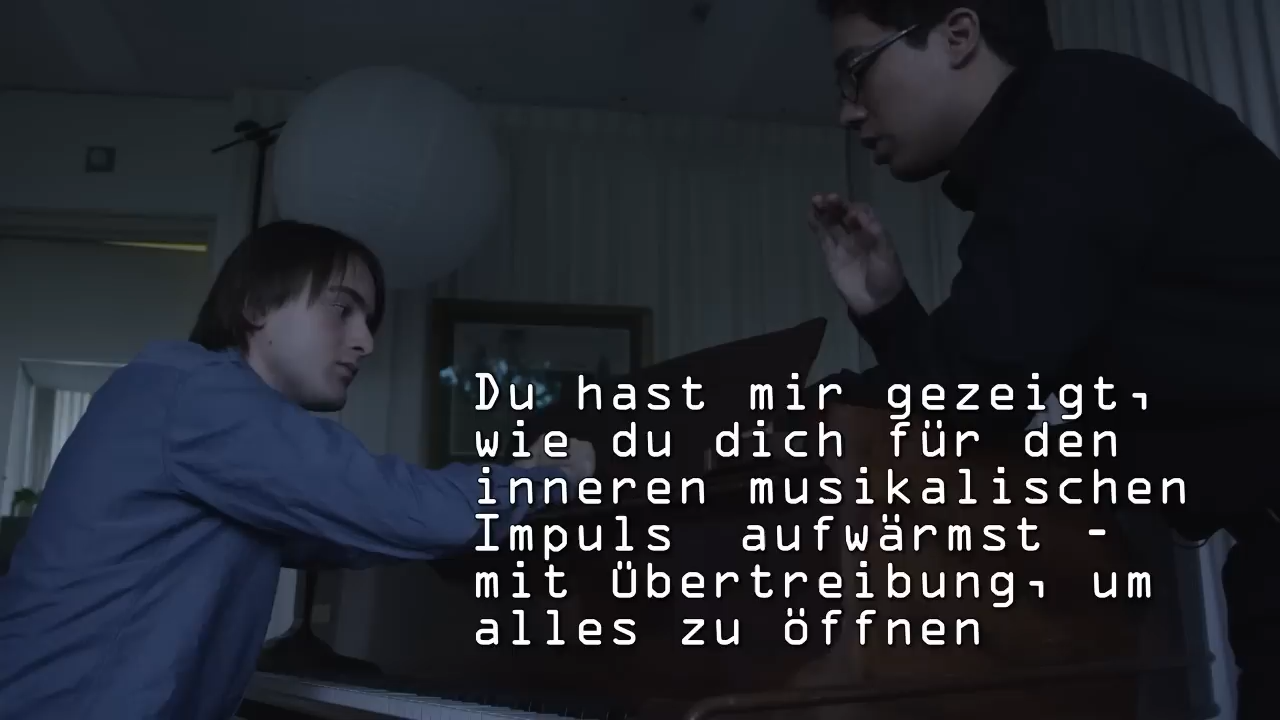 Du hast mir gezeigt,
wie du dich für den
inneren musikalischen
Impuls aufwärmst -
mit Übertreibung, um
alles zu öffnen